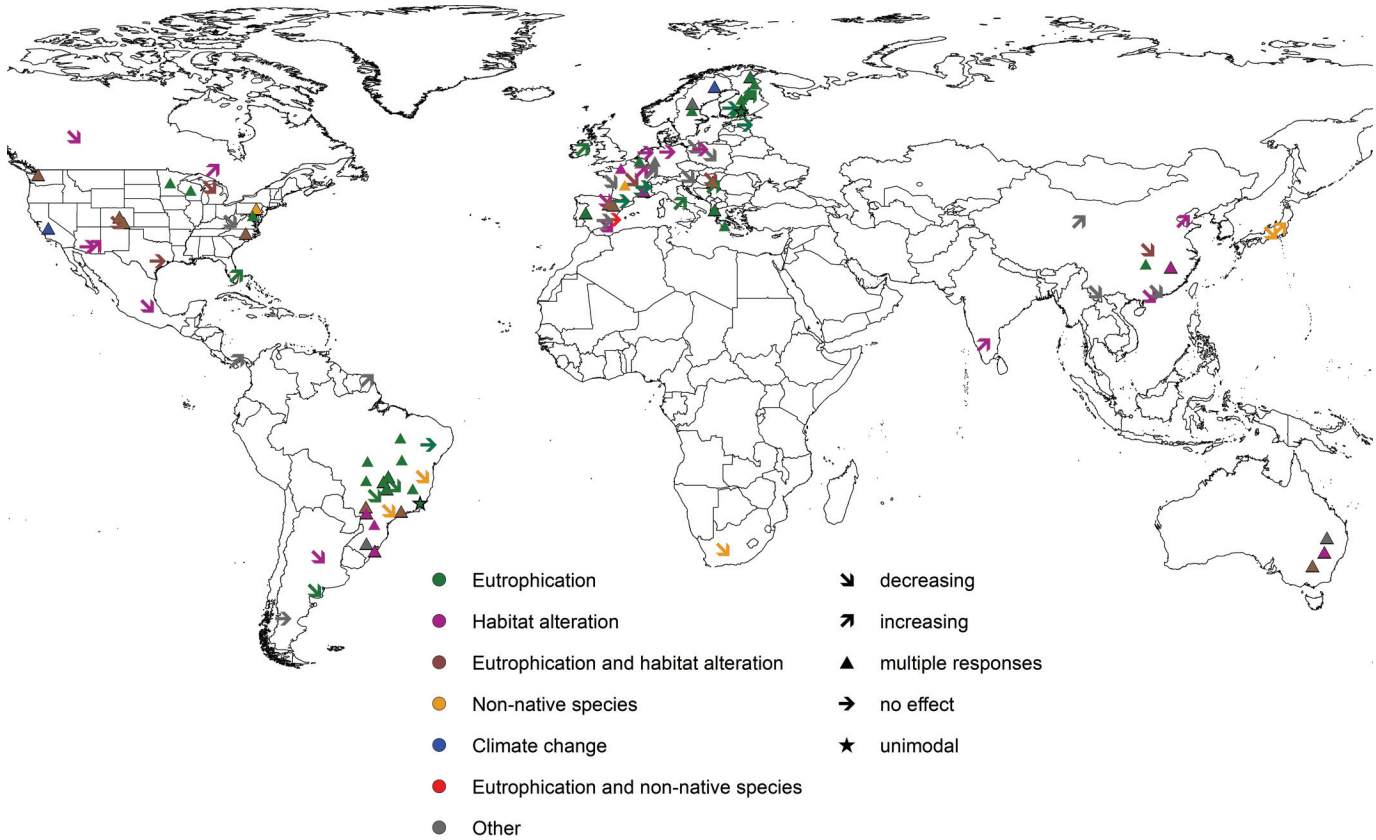 Eutrophication
Habitat alteration
Eutrophication and habitat alteration
Non-native species
Climate change
Eutrophication and non-native species
Other
decreasing
increasing
multiple responses
no effect
unimodal